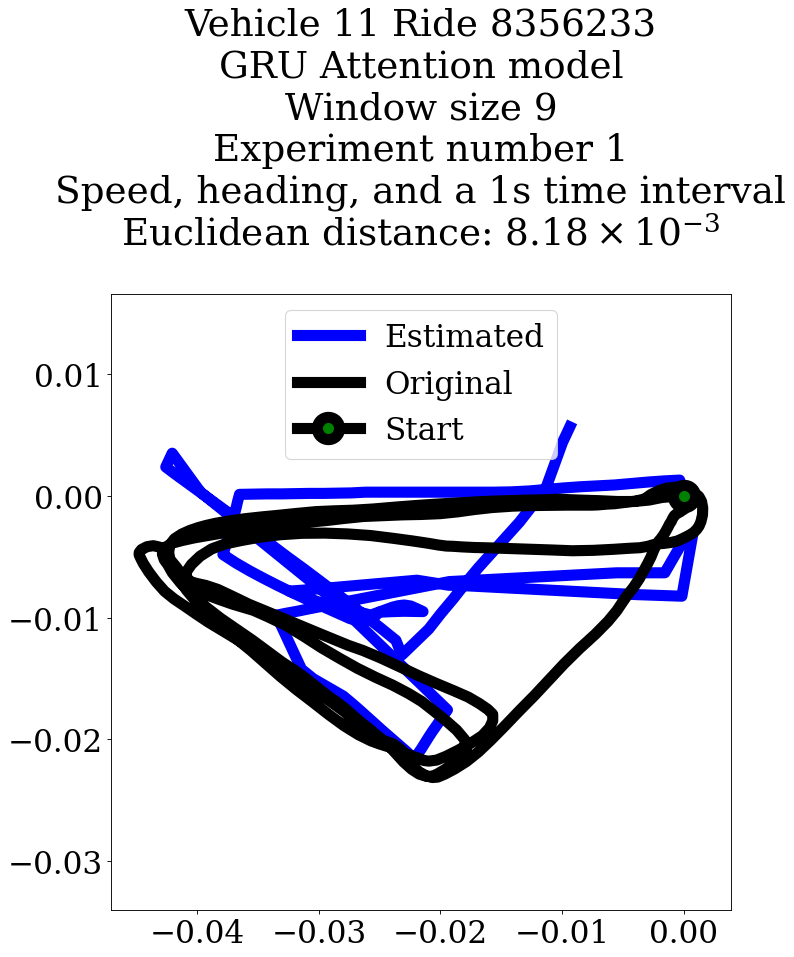 Vehicle 11 Ride 8356233
GRU Attention model
Window size 9
Experiment number 1
Speed, heading, and a 1s time interval
Euclidean distance: 8.18 × 10⁻³
Estimated
Original
Start
0.01
0.00
−0.01
−0.02
−0.03
−0.04 −0.03 −0.02 −0.01 0.00